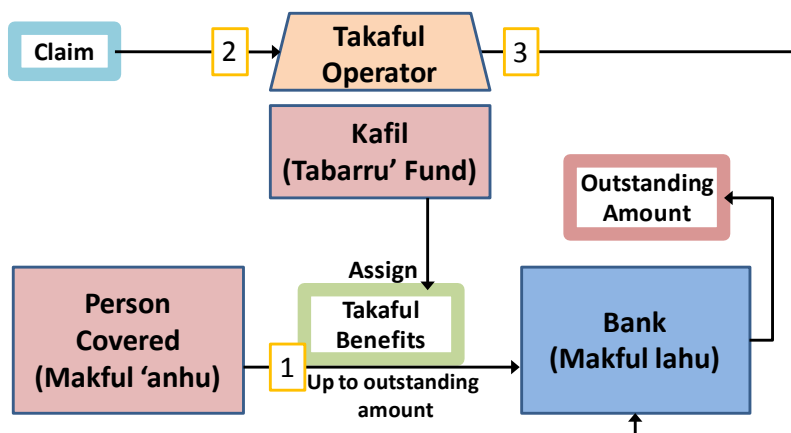 Claim
2
Takaful
Operator
3
Kafil
(Tabarru’ Fund)
Outstanding
Amount
Assign
Takaful
Benefits
Person
Covered
(Makful ‘anhu)
1
Up to outstanding
amount
Bank
(Makful lahu)